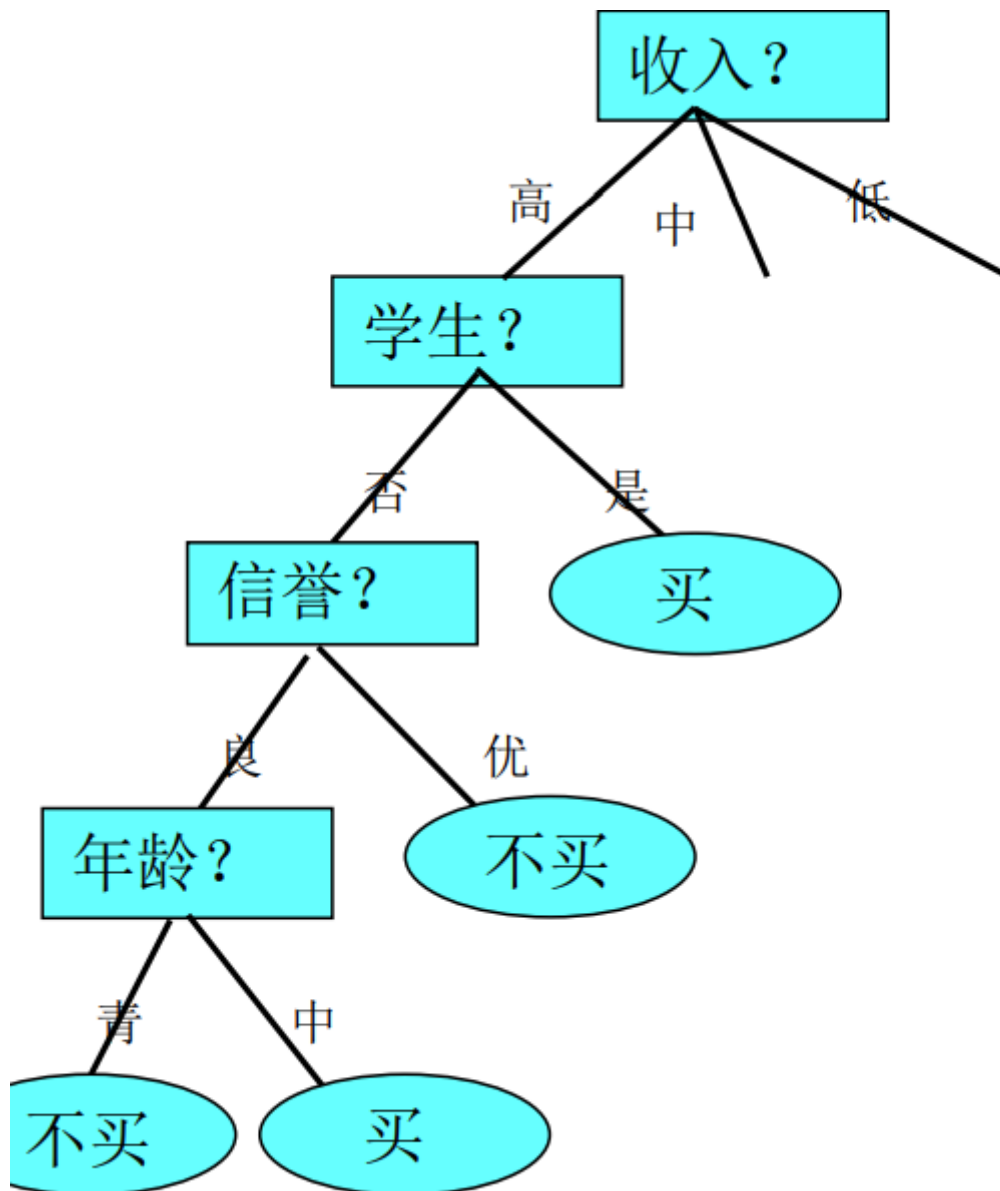 收入？
高
中
低
学生？
否
是
信誉？
买
良
优
年龄？
不买
青
中
不买
买